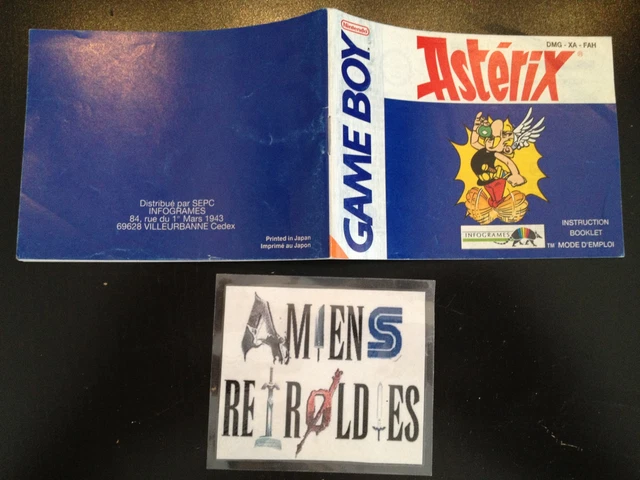 Distribué par SEPC
INFOGRAMES
84, rue du 1er Mars 1943
69628 VILLEURBANNE Cedex
Printed in Japan
Imprimé au Japon
Nintendo
GAME BOY
TM
DMG - XA - FAH
Astérix
INFOGRAMES
INSTRUCTION
BOOKLET
MODE D'EMPLOI
AMIENS
RETROLDIES